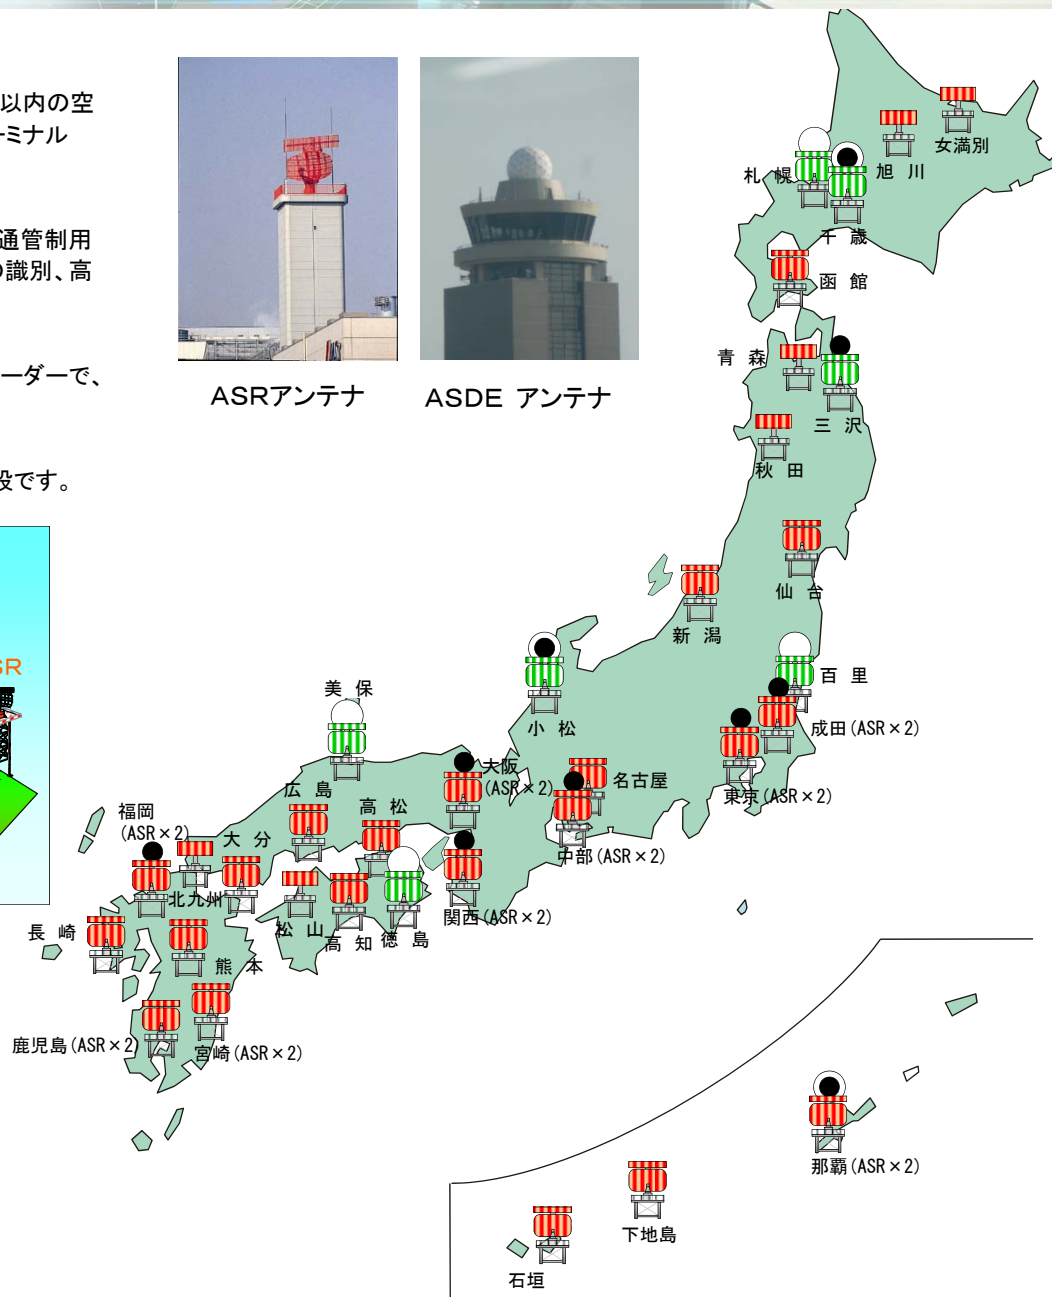 以内の空
ーミナル
通管制用
の識別、高
ーダーで、
設です。
ASRアンテナ
ASDE アンテナ
SR
女満別
旭 川
札 幌
千 歳
函 館
青 森
三 沢
秋 田
仙 台
新 潟
百 里
成田(ASR×2)
東京(ASR×2)
小 松
美 保
大阪
(ASR×2)
名古屋
中部(ASR×2)
関西(ASR×2)
広 島
高 松
福岡
(ASR×2)
大 分
北九州
松 山
高 知
徳 島
長 崎
熊 本
鹿児島(ASR×2)
宮崎(ASR×2)
那覇(ASR×2)
下地島
石垣